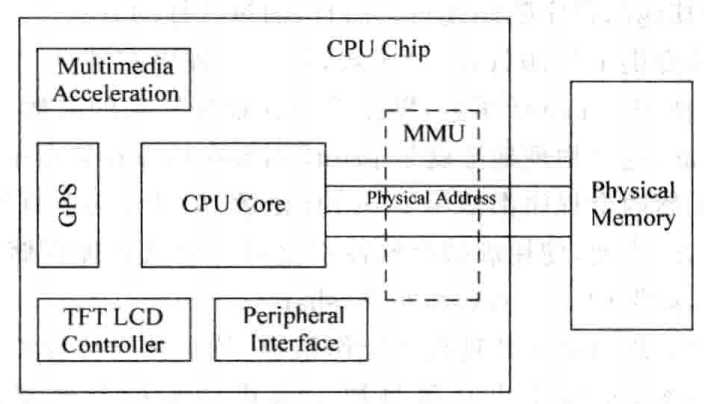 CPU Chip
Multimedia
Acceleration
MMU
GPS
CPU Core
Physical Address
Physical
Memory
TFT LCD
Controller
Peripheral
Interface